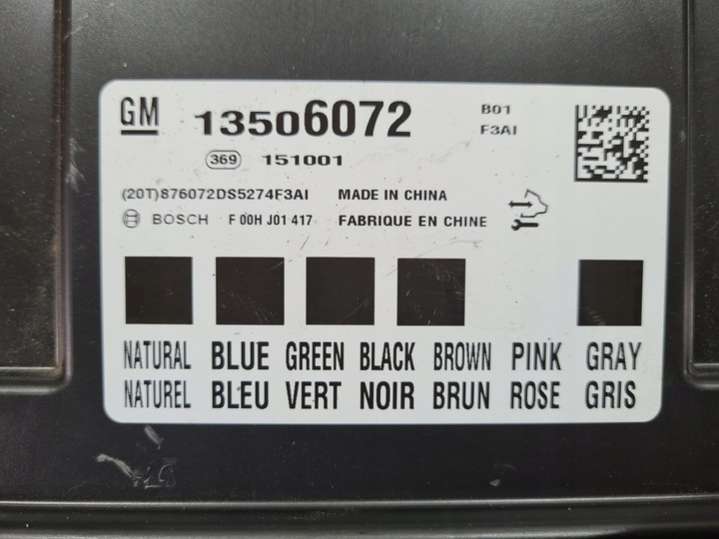 GM 13506072 B01
F3AI
369 151001
(20T)876072DS5274F3AI MADE IN CHINA
BOSCH F 00H J01 417 FABRIQUE EN CHINE
NATURAL BLUE GREEN BLACK BROWN PINK GRAY
NATUREL BLEU VERT NOIR BRUN ROSE GRIS